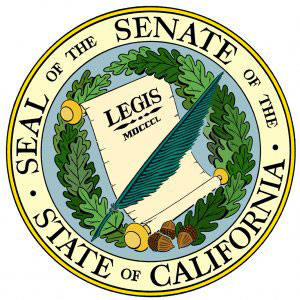 SEAL OF THE SENATE OF THE
STATE OF CALIFORNIA
LEGIS
MDCCCL